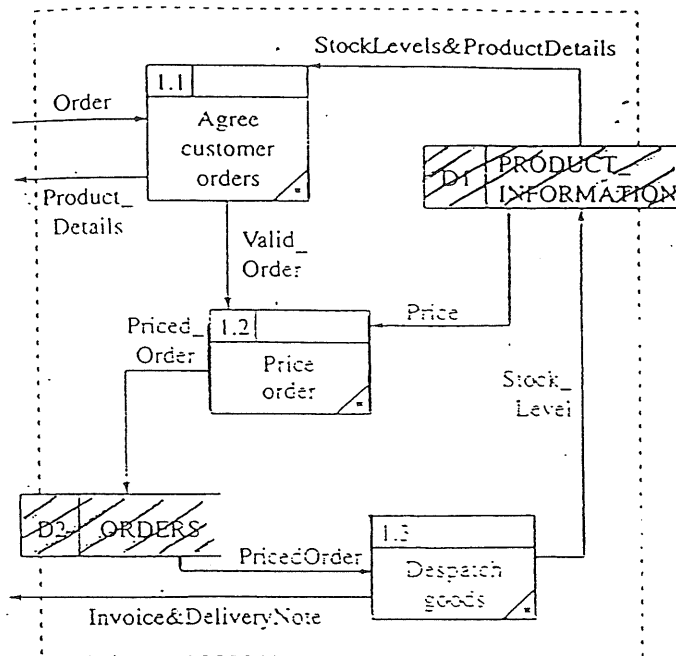 StockLevels&ProductDetails
1.1
Order
Agree
customer
orders
*
D1
PRODUCT_
INFORMATION
Product_
Details
Valid_
Order
Priced_
Order
1.2
Price
Price
order
*
Stock_
Level
D2
ORDERS
1.3
PricedOrder
Despatch
goods
*
Invoice&DeliveryNote